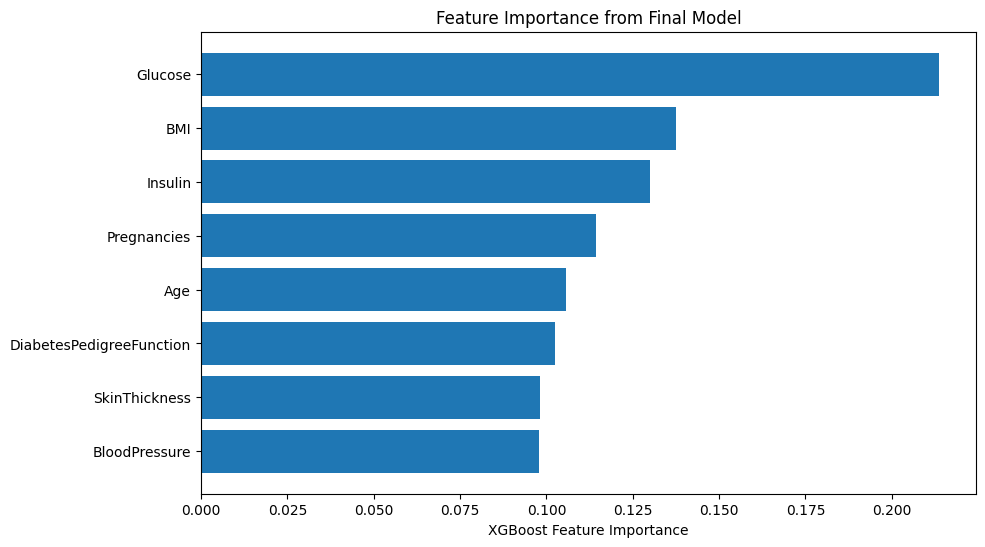 Feature Importance from Final Model
Glucose
BMI
Insulin
Pregnancies
Age
DiabetesPedigreeFunction
SkinThickness
BloodPressure
0.000 0.025 0.050 0.075 0.100 0.125 0.150 0.175 0.200
XGBoost Feature Importance